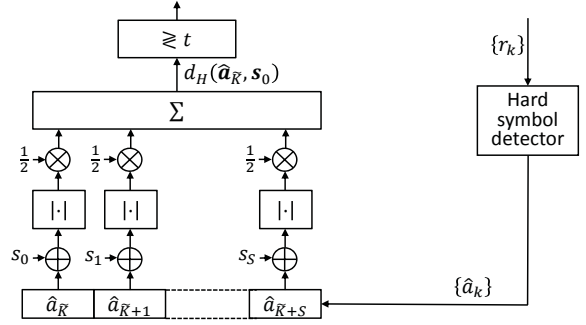 ≷ t
d_H(â_K̃, s_0)
{r_k}
Σ
Hard
symbol
detector
1/2 1/2 1/2
|·| |·| |·|
s_0 s_1 s_S
{â_k}
â_K̃ â_K̃+1 â_K̃+S